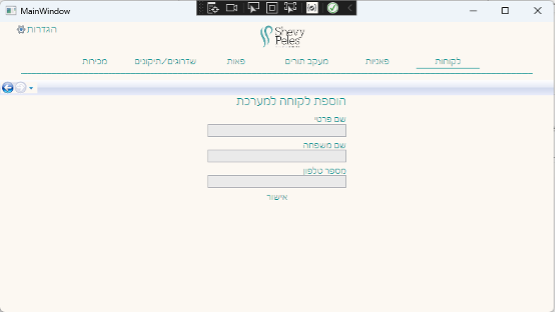 MainWindow
הגדרות
Shevy
Peles
לקוחות פאניות מעקב תורים פאות שדרוגים/תיקונים מכירות
הוספת לקוחה למערכת
שם פרטי
שם משפחה
מספר טלפון
אישור